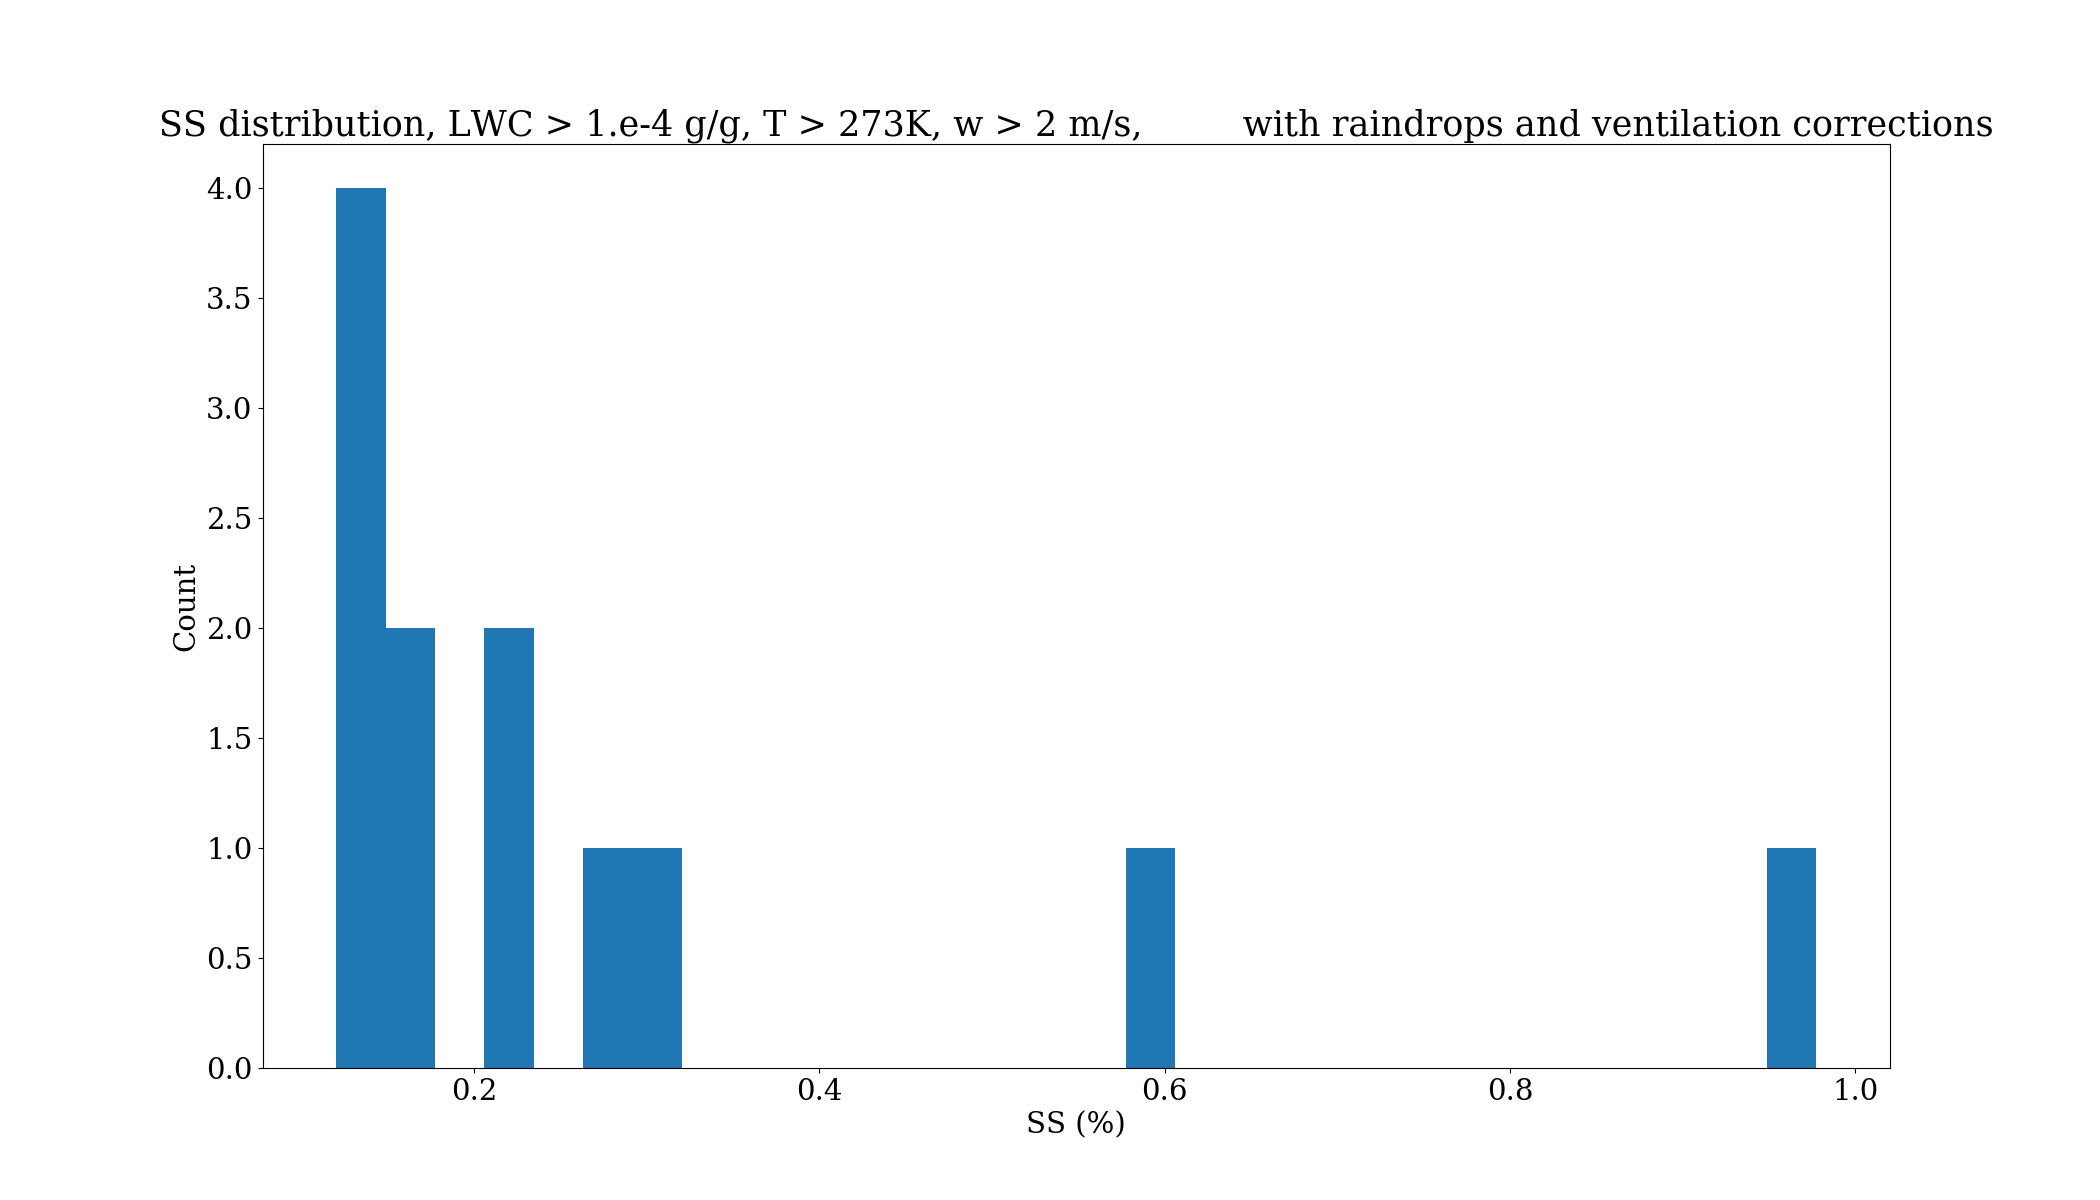 SS distribution, LWC > 1.e-4 g/g, T > 273K, w > 2 m/s, with raindrops and ventilation corrections
4.0
3.5
3.0
2.5
2.0
1.5
1.0
0.5
0.0
Count
0.2 0.4 0.6 0.8 1.0
SS (%)